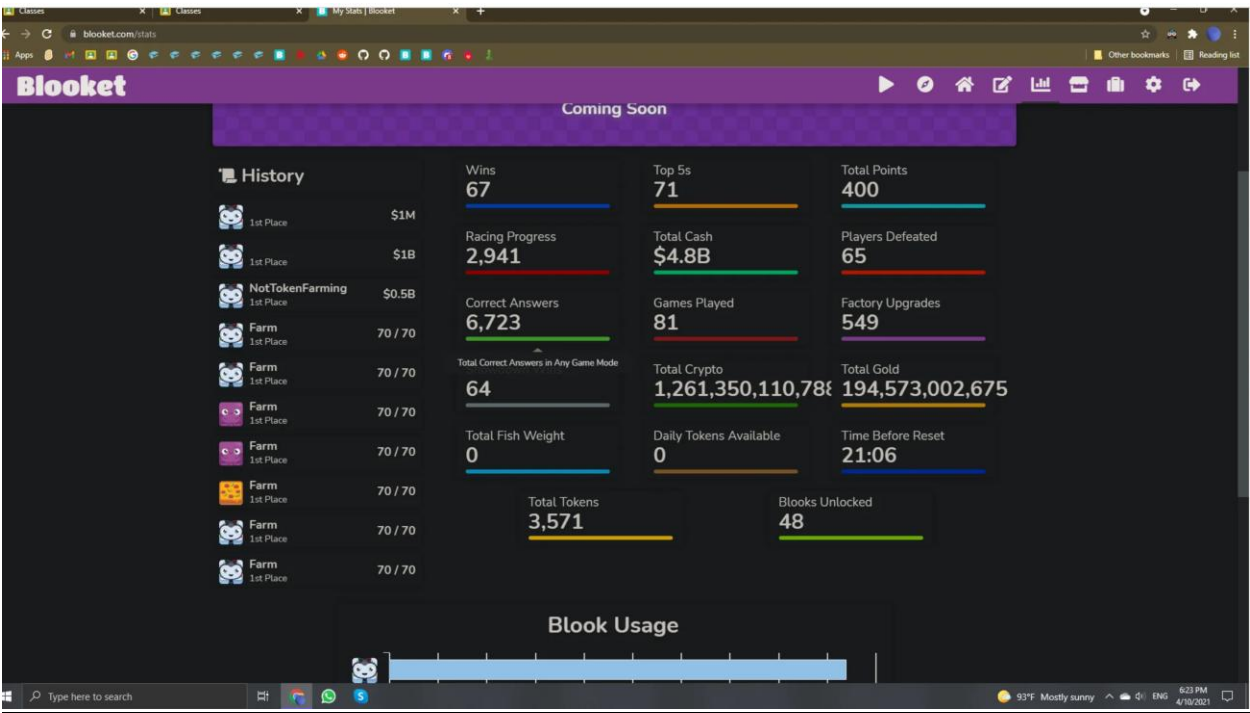 Classes
Classes
My Stats | Blooket
blooket.com/stats
Apps
Other bookmarks
Reading list
Blooket
Coming Soon
History
1st Place
$1M
1st Place
$1B
NotTokenFarming
1st Place
$0.5B
Farm
1st Place
70 / 70
Farm
1st Place
70 / 70
Farm
1st Place
70 / 70
Farm
1st Place
70 / 70
Farm
1st Place
70 / 70
Farm
1st Place
70 / 70
Farm
1st Place
70 / 70
Wins
67
Top 5s
71
Total Points
400
Racing Progress
2,941
Total Cash
$4.8B
Players Defeated
65
Correct Answers
6,723
Games Played
81
Factory Upgrades
549
Total Correct Answers in Any Game Mode
64
Total Crypto
1,261,350,110,788
Total Gold
194,573,002,675
Total Fish Weight
0
Daily Tokens Available
0
Time Before Reset
21:06
Total Tokens
3,571
Blooks Unlocked
48
Blook Usage
Type here to search
93°F Mostly sunny
ENG
6:23 PM
4/10/2021